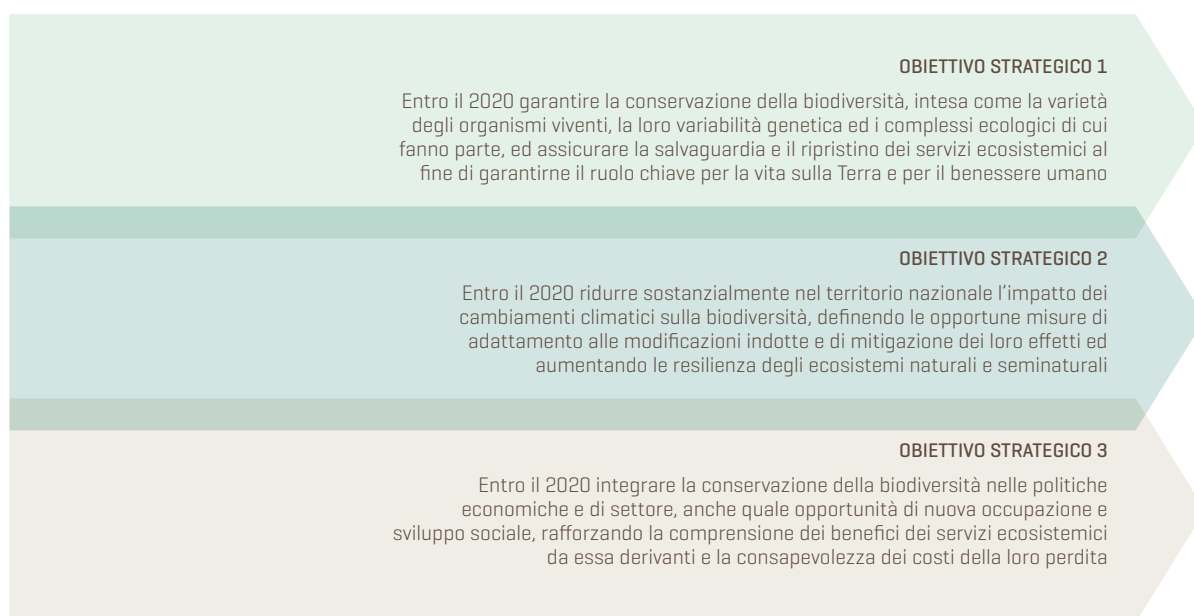 OBIETTIVO STRATEGICO 1
Entro il 2020 garantire la conservazione della biodiversità, intesa come la varietà
degli organismi viventi, la loro variabilità genetica ed i complessi ecologici di cui
fanno parte, ed assicurare la salvaguardia e il ripristino dei servizi ecosistemici al
fine di garantirne il ruolo chiave per la vita sulla Terra e per il benessere umano
OBIETTIVO STRATEGICO 2
Entro il 2020 ridurre sostanzialmente nel territorio nazionale l’impatto dei
cambiamenti climatici sulla biodiversità, definendo le opportune misure di
adattamento alle modificazioni indotte e di mitigazione dei loro effetti ed
aumentando le resilienza degli ecosistemi naturali e seminaturali
OBIETTIVO STRATEGICO 3
Entro il 2020 integrare la conservazione della biodiversità nelle politiche
economiche e di settore, anche quale opportunità di nuova occupazione e
sviluppo sociale, rafforzando la comprensione dei benefici dei servizi ecosistemici
da essa derivanti e la consapevolezza dei costi della loro perdita